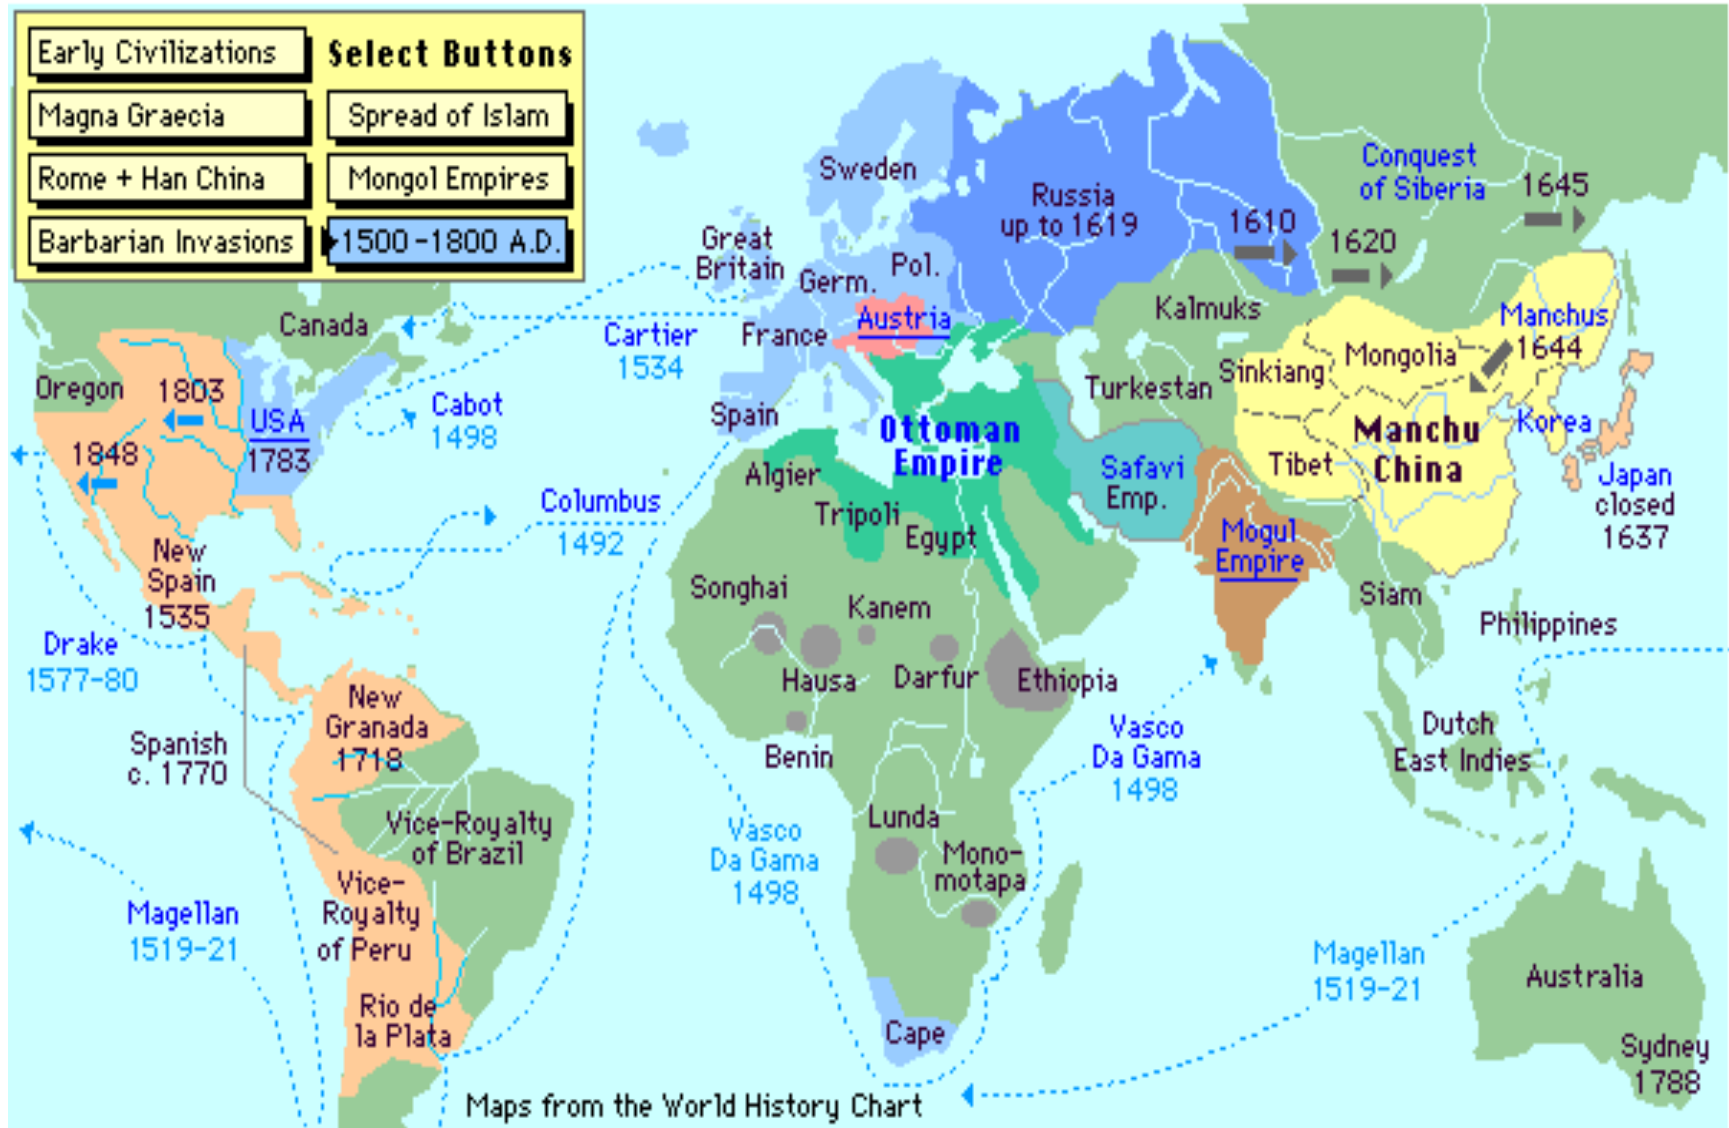 Early Civilizations
Select Buttons
Magna Graecia
Spread of Islam
Rome + Han China
Mongol Empires
Barbarian Invasions
1500-1800 A.D.
Sweden
Russia
up to 1619
Conquest
of Siberia
1645
1610
1620
Great
Britain
Germ.
Pol.
Canada
Cartier
1534
France
Austria
Kalmuks
Manchus
1644
Mongolia
Sinkiang
Turkestan
Oregon
1803
USA
1783
Cabot
1498
Spain
Ottoman
Empire
Manchu
China
Korea
1848
Algier
Safavi
Emp.
Tibet
Japan
closed
1637
Columbus
1492
Tripoli
Egypt
Mogul
Empire
New
Spain
1535
Songhai
Kanem
Siam
Philippines
Drake
1577-80
Hausa
Darfur
Ethiopia
New
Granada
1718
Spanish
c. 1770
Benin
Vasco
Da Gama
1498
Dutch
East Indies
Vice-Royalty
of Brazil
Vasco
Da Gama
1498
Lunda
Mono-
motapa
Vice-
Royalty
of Peru
Magellan
1519-21
Magellan
1519-21
Australia
Rio de
la Plata
Cape
Sydney
1788
Maps from the World History Chart